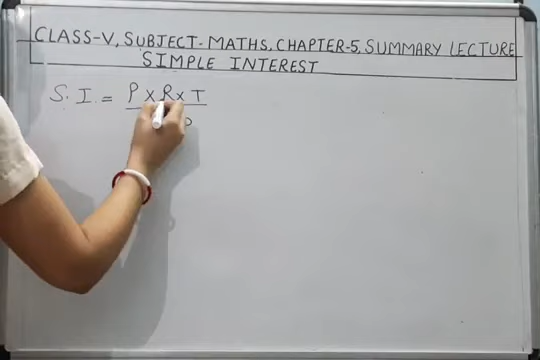 CLASS-V, SUBJECT- MATHS, CHAPTER-5, SUMMARY LECTURE
SIMPLE INTEREST
S. I. = P × R × T